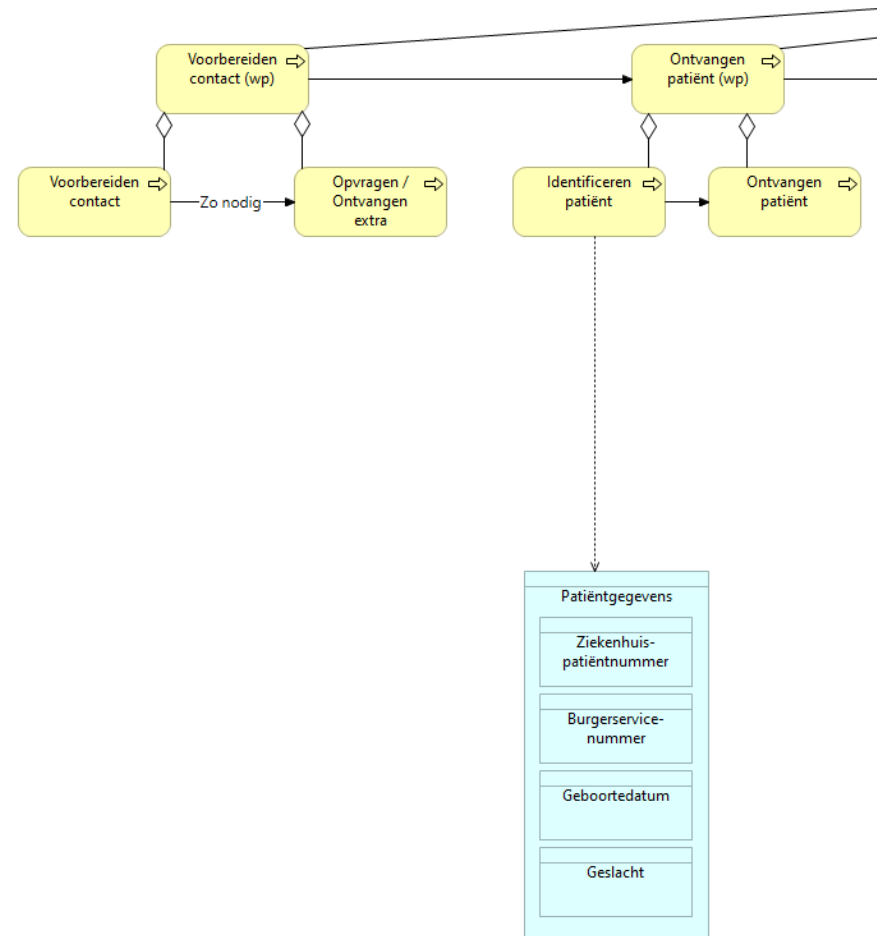 Voorbereiden
contact (wp)
Ontvangen
patiënt (wp)
Voorbereiden
contact
Zo nodig
Opvragen /
Ontvangen
extra
Identificeren
patiënt
Ontvangen
patiënt
Patiëntgegevens
Ziekenhuis-
patiëntnummer
Burgerservice-
nummer
Geboortedatum
Geslacht